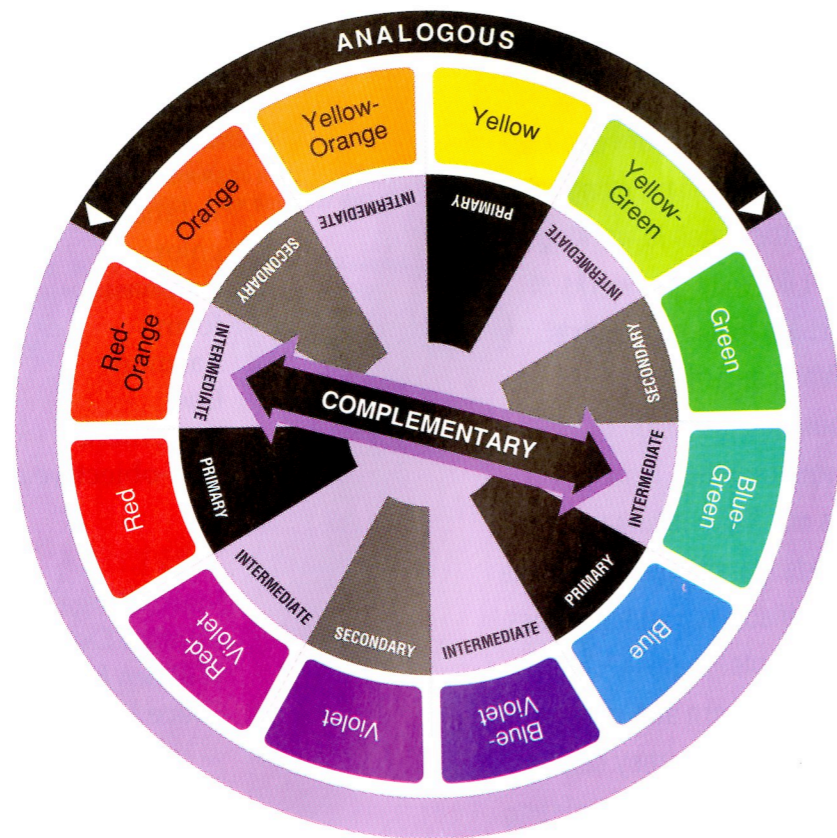 ANALOGOUS
Yellow
Yellow-
Green
Green
Blue-
Green
Blue
Blue-
Violet
Violet
Red-
Violet
Red
Red-
Orange
Orange
Yellow-
Orange
PRIMARY
INTERMEDIATE
SECONDARY
INTERMEDIATE
PRIMARY
INTERMEDIATE
SECONDARY
INTERMEDIATE
PRIMARY
INTERMEDIATE
SECONDARY
INTERMEDIATE
COMPLEMENTARY